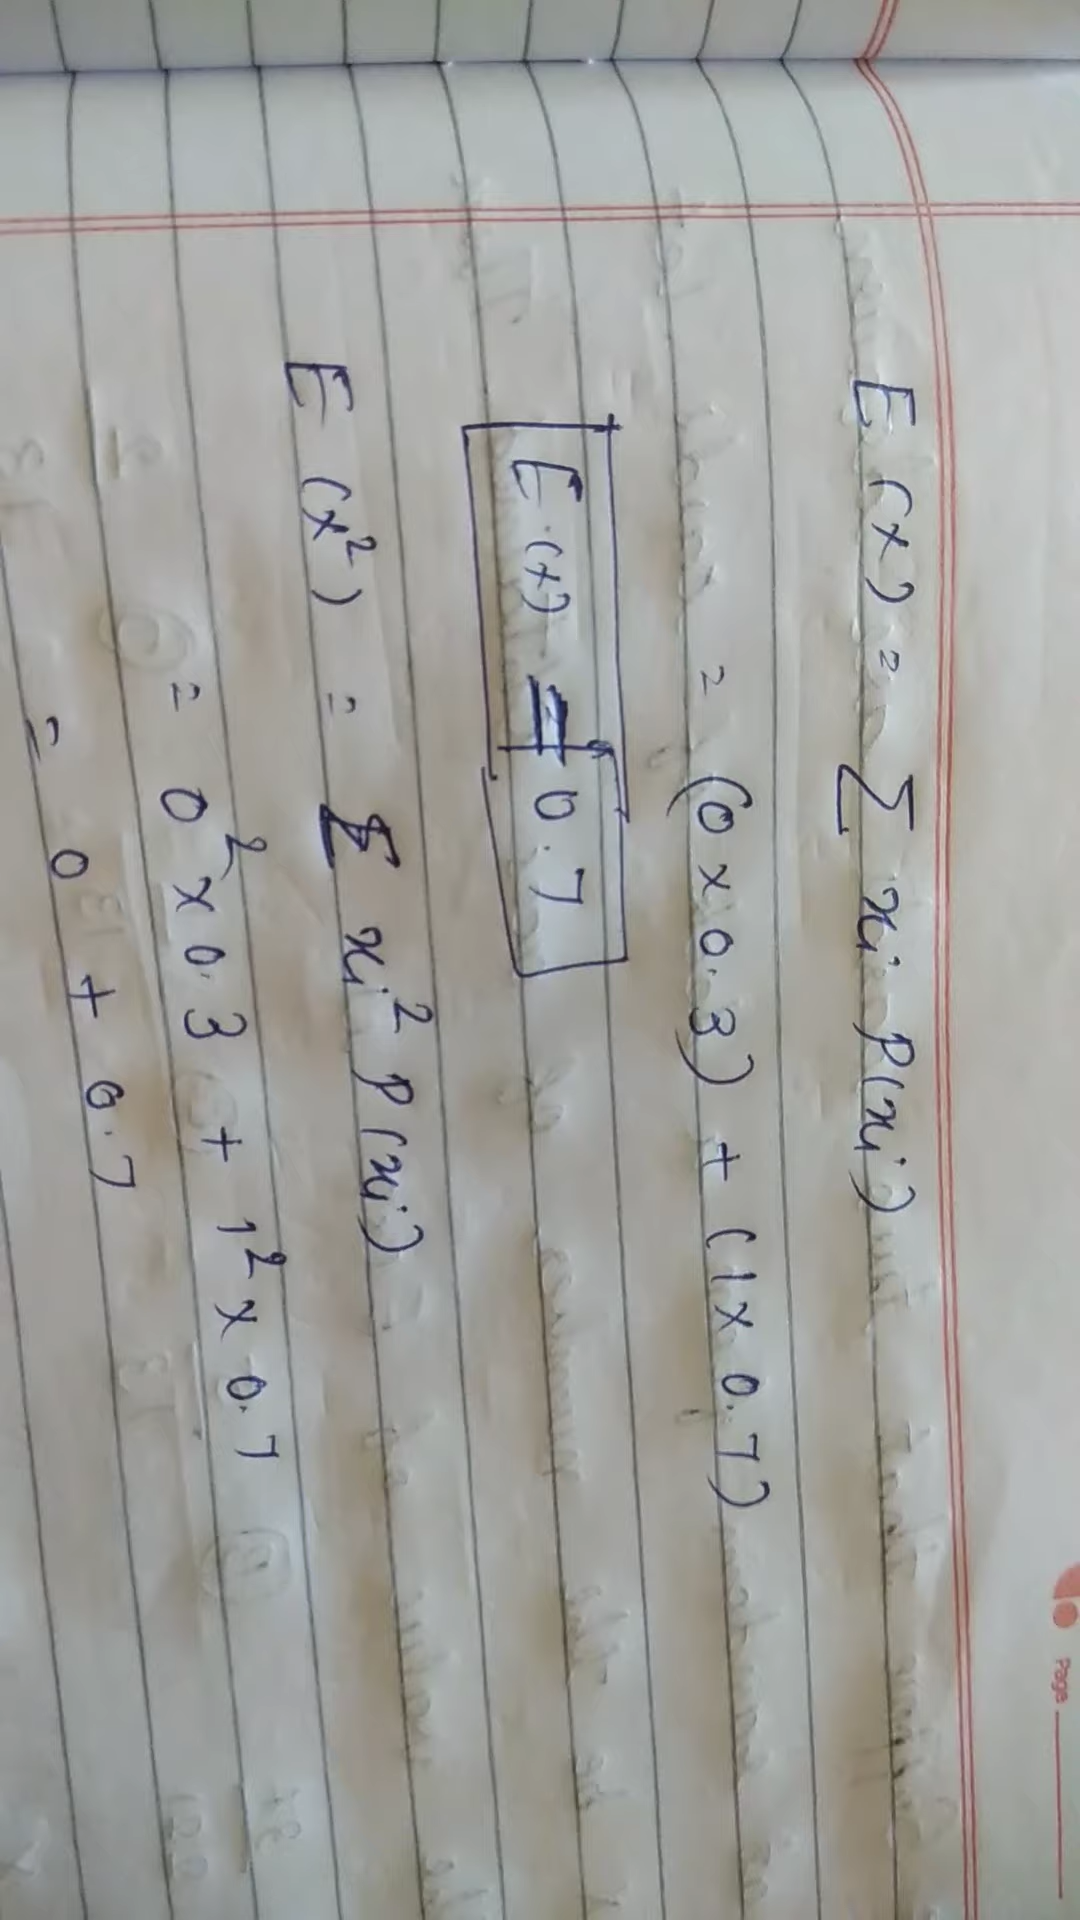 Page
E(x) = Σ xi P(xi)
= (0 x 0.3) + (1 x 0.7)
E(x) = 0.7
E(x²) = Σ xi² P(xi)
= 0² x 0.3 + 1² x 0.7
= 0 + 0.7